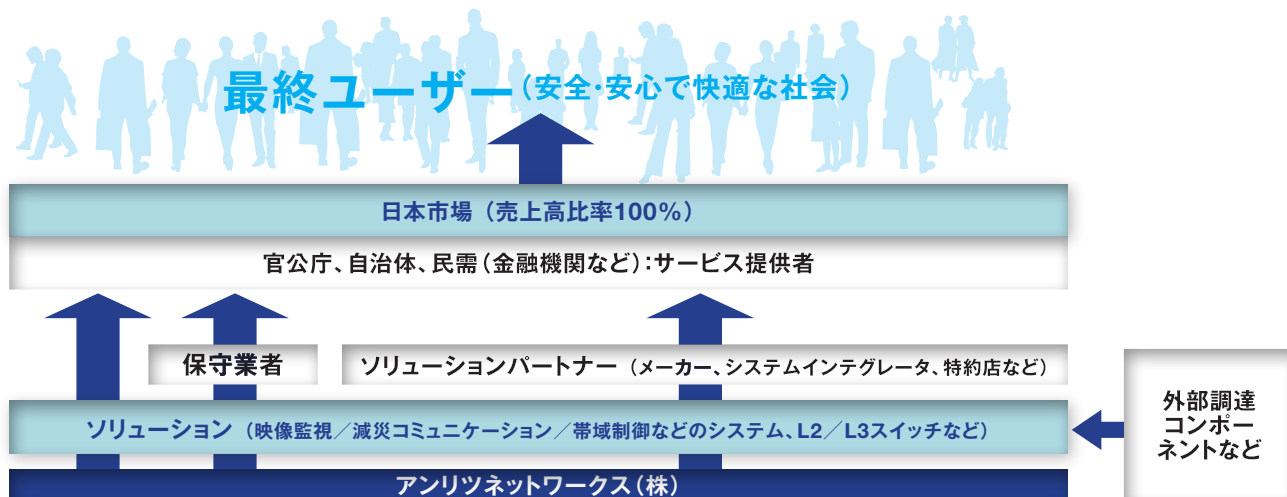 最終ユーザー（安全・安心で快適な社会）
日本市場（売上高比率100%）
官公庁、自治体、民需（金融機関など）：サービス提供者
保守業者
ソリューションパートナー（メーカー、システムインテグレータ、特約店など）
ソリューション（映像監視／減災コミュニケーション／帯域制御などのシステム、L2／L3スイッチなど）
外部調達
コンポー
ネントなど
アンリツネットワークス（株）